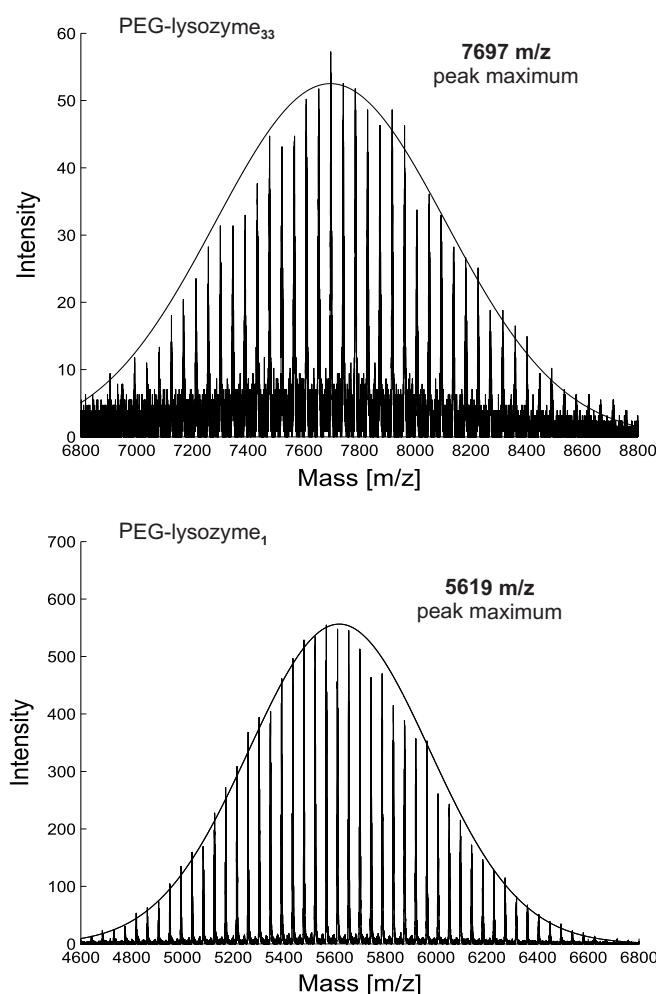 PEG-lysozyme₃₃
7697 m/z
peak maximum
60
50
40
30
20
10
0
Intensity
6800 7000 7200 7400 7600 7800 8000 8200 8400 8600 8800
Mass [m/z]
PEG-lysozyme₁
5619 m/z
peak maximum
700
600
500
400
300
200
100
0
Intensity
4600 4800 5000 5200 5400 5600 5800 6000 6200 6400 6600 6800
Mass [m/z]